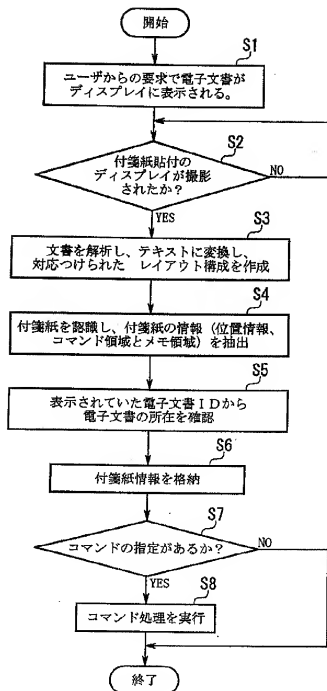 開始
S1
ユーザからの要求で電子文書が
ディスプレイに表示される。
S2
付箋紙貼付の
ディスプレイが撮影
されたか?
NO
YES
S3
文書を解析し、テキストに変換し、
対応つけられた レイアウト構成を作成
S4
付箋紙を認識し、付箋紙の情報（位置情報、
コマンド領域とメモ領域）を抽出
S5
表示されていた電子文書IDから
電子文書の所在を確認
S6
付箋紙情報を格納
S7
コマンドの指定があるか?
NO
YES
S8
コマンド処理を実行
終了